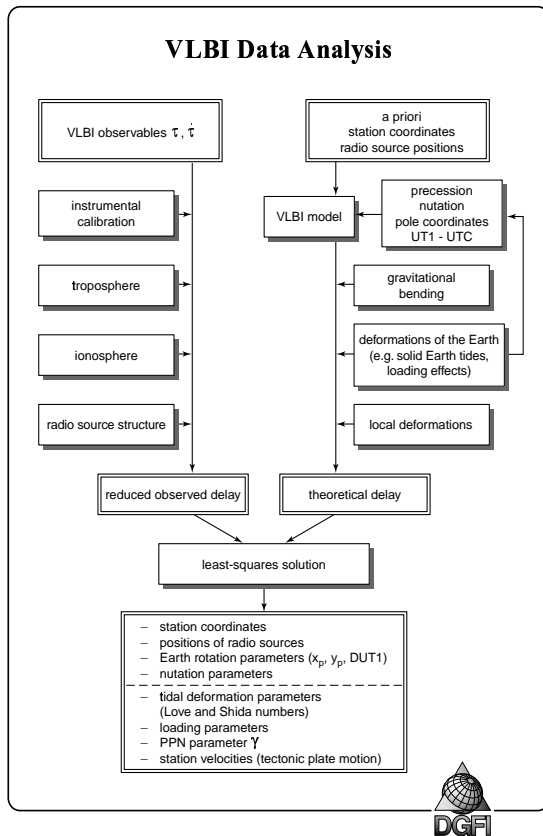 VLBI Data Analysis
VLBI observables τ, τ̇
a priori
station coordinates
radio source positions
instrumental
calibration
VLBI model
precession
nutation
pole coordinates
UT1 - UTC
troposphere
gravitational
bending
ionosphere
deformations of the Earth
(e.g. solid Earth tides,
loading effects)
radio source structure
local deformations
reduced observed delay
theoretical delay
least-squares solution
– station coordinates
– positions of radio sources
– Earth rotation parameters (xₚ, yₚ, DUT1)
– nutation parameters
– tidal deformation parameters
(Love and Shida numbers)
– loading parameters
– PPN parameter γ
– station velocities (tectonic plate motion)
DGFI